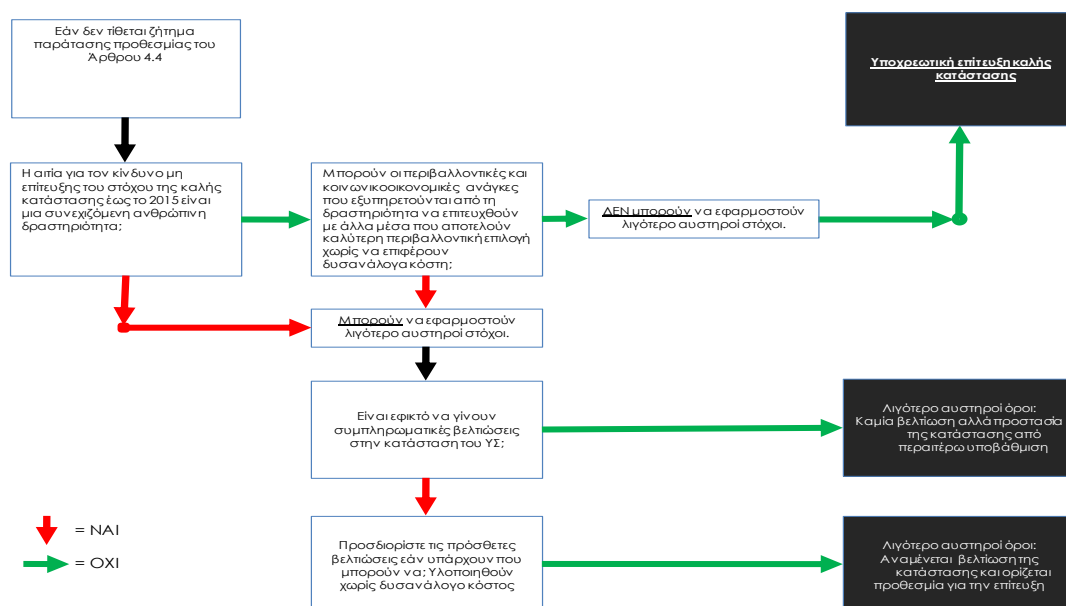 Εάν δεν τίθεται ζήτημα
παράτασης προθεσμίας του
Άρθρου 4.4
Υποχρεωτική επίτευξη καλής
κατάστασης
Η αιτία για τον κίνδυνο μη
επίτευξης του στόχου της καλής
κατάστασης έως το 2015 είναι
μια συνεχιζόμενη ανθρώπινη
δραστηριότητα;
Μπορούν οι περιβαλλοντικές και
κοινωνικοοικονομικές ανάγκες
που εξυπηρετούνται από τη
δραστηριότητα να επιτευχθούν
με άλλα μέσα που αποτελούν
καλύτερη περιβαλλοντική επιλογή
χωρίς να επιφέρουν
δυσανάλογα κόστη;
ΔΕΝ μπορούν να εφαρμοστούν
λιγότερο αυστηροί στόχοι.
Μπορούν να εφαρμοστούν
λιγότερο αυστηροί στόχοι.
Είναι εφικτό να γίνουν
συμπληρωματικές βελτιώσεις
στην κατάσταση του ΥΣ;
Λιγότερο αυστηροί όροι:
Καμία βελτίωση αλλά προστασία
της κατάστασης από
περαιτέρω υποβάθμιση
= ΝΑΙ
= ΟΧΙ
Προσδιορίστε τις πρόσθετες
βελτιώσεις εάν υπάρχουν που
μπορούν να; Υλοποιηθούν
χωρίς δυσανάλογο κόστος
Λιγότερο αυστηροί όροι:
Αναμένεται βελτίωση της
κατάστασης και ορίζεται
προθεσμία για την επίτευξη